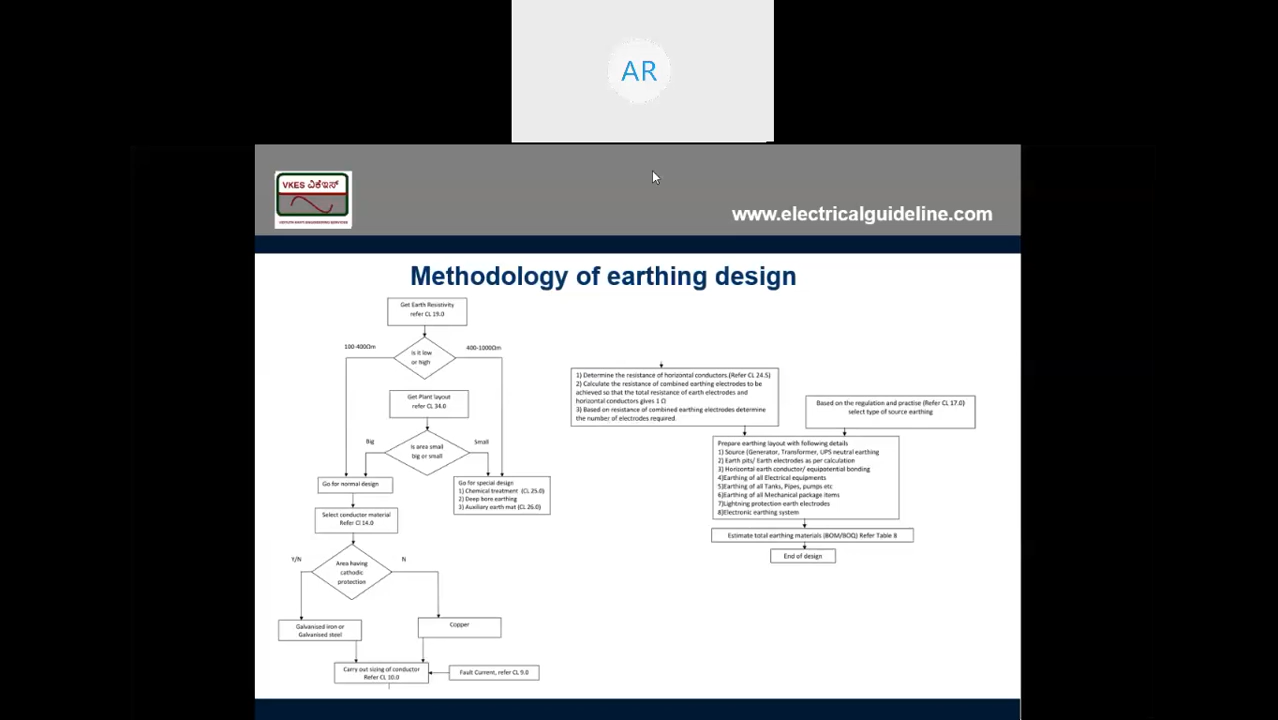 AR
VKES ವಿಕೆಇಎಸ್
www.electricalguideline.com
Methodology of earthing design
Get Earth Resistivity
refer CL 19.0
100-400Ωm
Is it low
or high
400-1000Ωm
Get Plant layout
refer CL 34.0
Big
Is area small
big or small
Small
Go for normal design
Go for special design
1) Chemical treatment (CL 25.0)
2) Deep born earthing
3) Auxiliary earth mat (CL 26.0)
Select conductor material
Refer Cl 14.0
Y/N
Area having
cathodic
protection
N
Galvanised iron or
Galvanised steel
Copper
Carry out sizing of conductor
Refer CL 10.0
Fault Current, refer CL 9.0
1) Determine the resistance of horizontal conductors.(Refer CL 24.5)
2) Calculate the resistance of combined earthing electrodes to be
achieved so that the total resistance of earth electrodes and
horizontal conductors gives 1 Ω
3) Based on resistance of combined earthing electrodes determine
the number of electrodes required.
Based on the regulation and practise (Refer CL 17.0)
select type of source earthing
Prepare earthing layout with following details
1) Source (Generator, Transformer, UPS neutral earthing
2) Earth pits/ Earth electrodes as per calculation
3) Horizontal earth conductor/ equipotential bonding
4)Earthing of all Electrical equipments
5)Earthing of all Tanks, Pipes, pumps etc
6)Earthing of all Mechanical package items
7)Lightning protection earth electrodes
8)Electronic earthing system
Estimate total earthing materials (BOM/BOQ) Refer Table 8
End of design